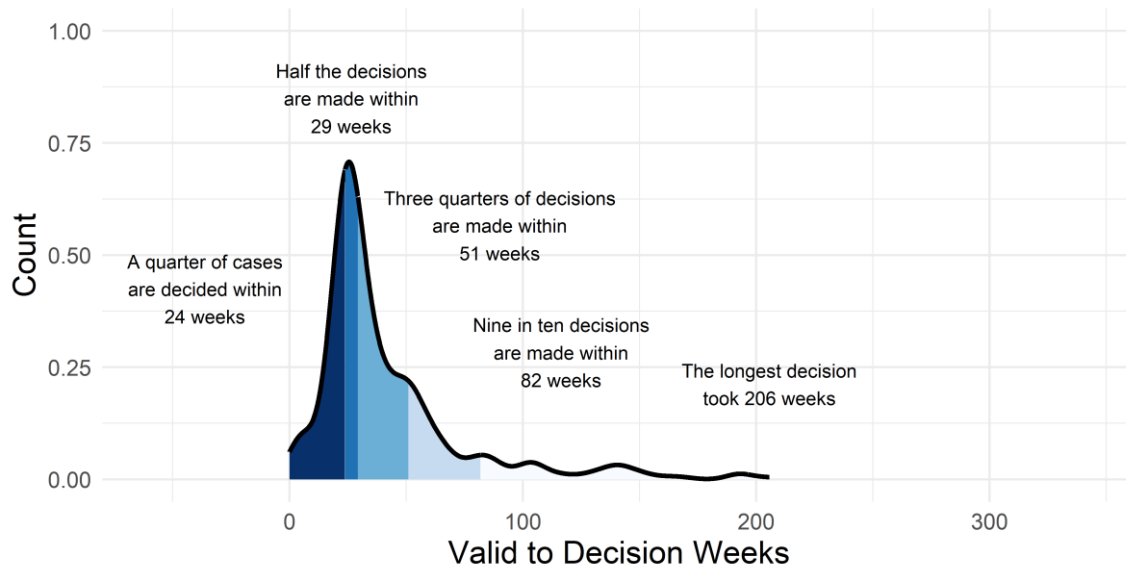 1.00
Half the decisions
are made within
29 weeks
0.75
Three quarters of decisions
are made within
51 weeks
Count
0.50
A quarter of cases
are decided within
24 weeks
Nine in ten decisions
are made within
82 weeks
0.25
The longest decision
took 206 weeks
0.00
0 100 200 300
Valid to Decision Weeks